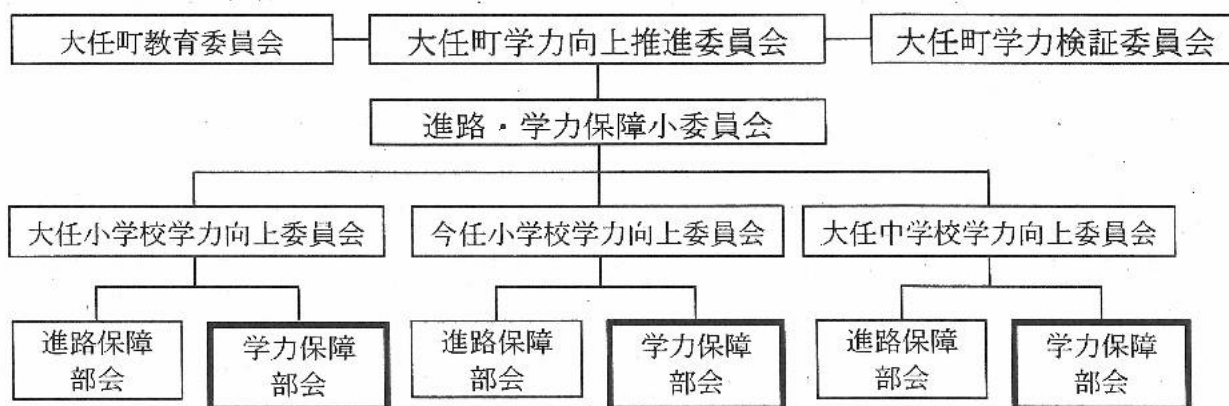 大任町教育委員会
大任町学力向上推進委員会
大任町学力検証委員会
進路・学力保障小委員会
大任小学校学力向上委員会
今任小学校学力向上委員会
大任中学校学力向上委員会
進路保障
部会
学力保障
部会
進路保障
部会
学力保障
部会
進路保障
部会
学力保障
部会